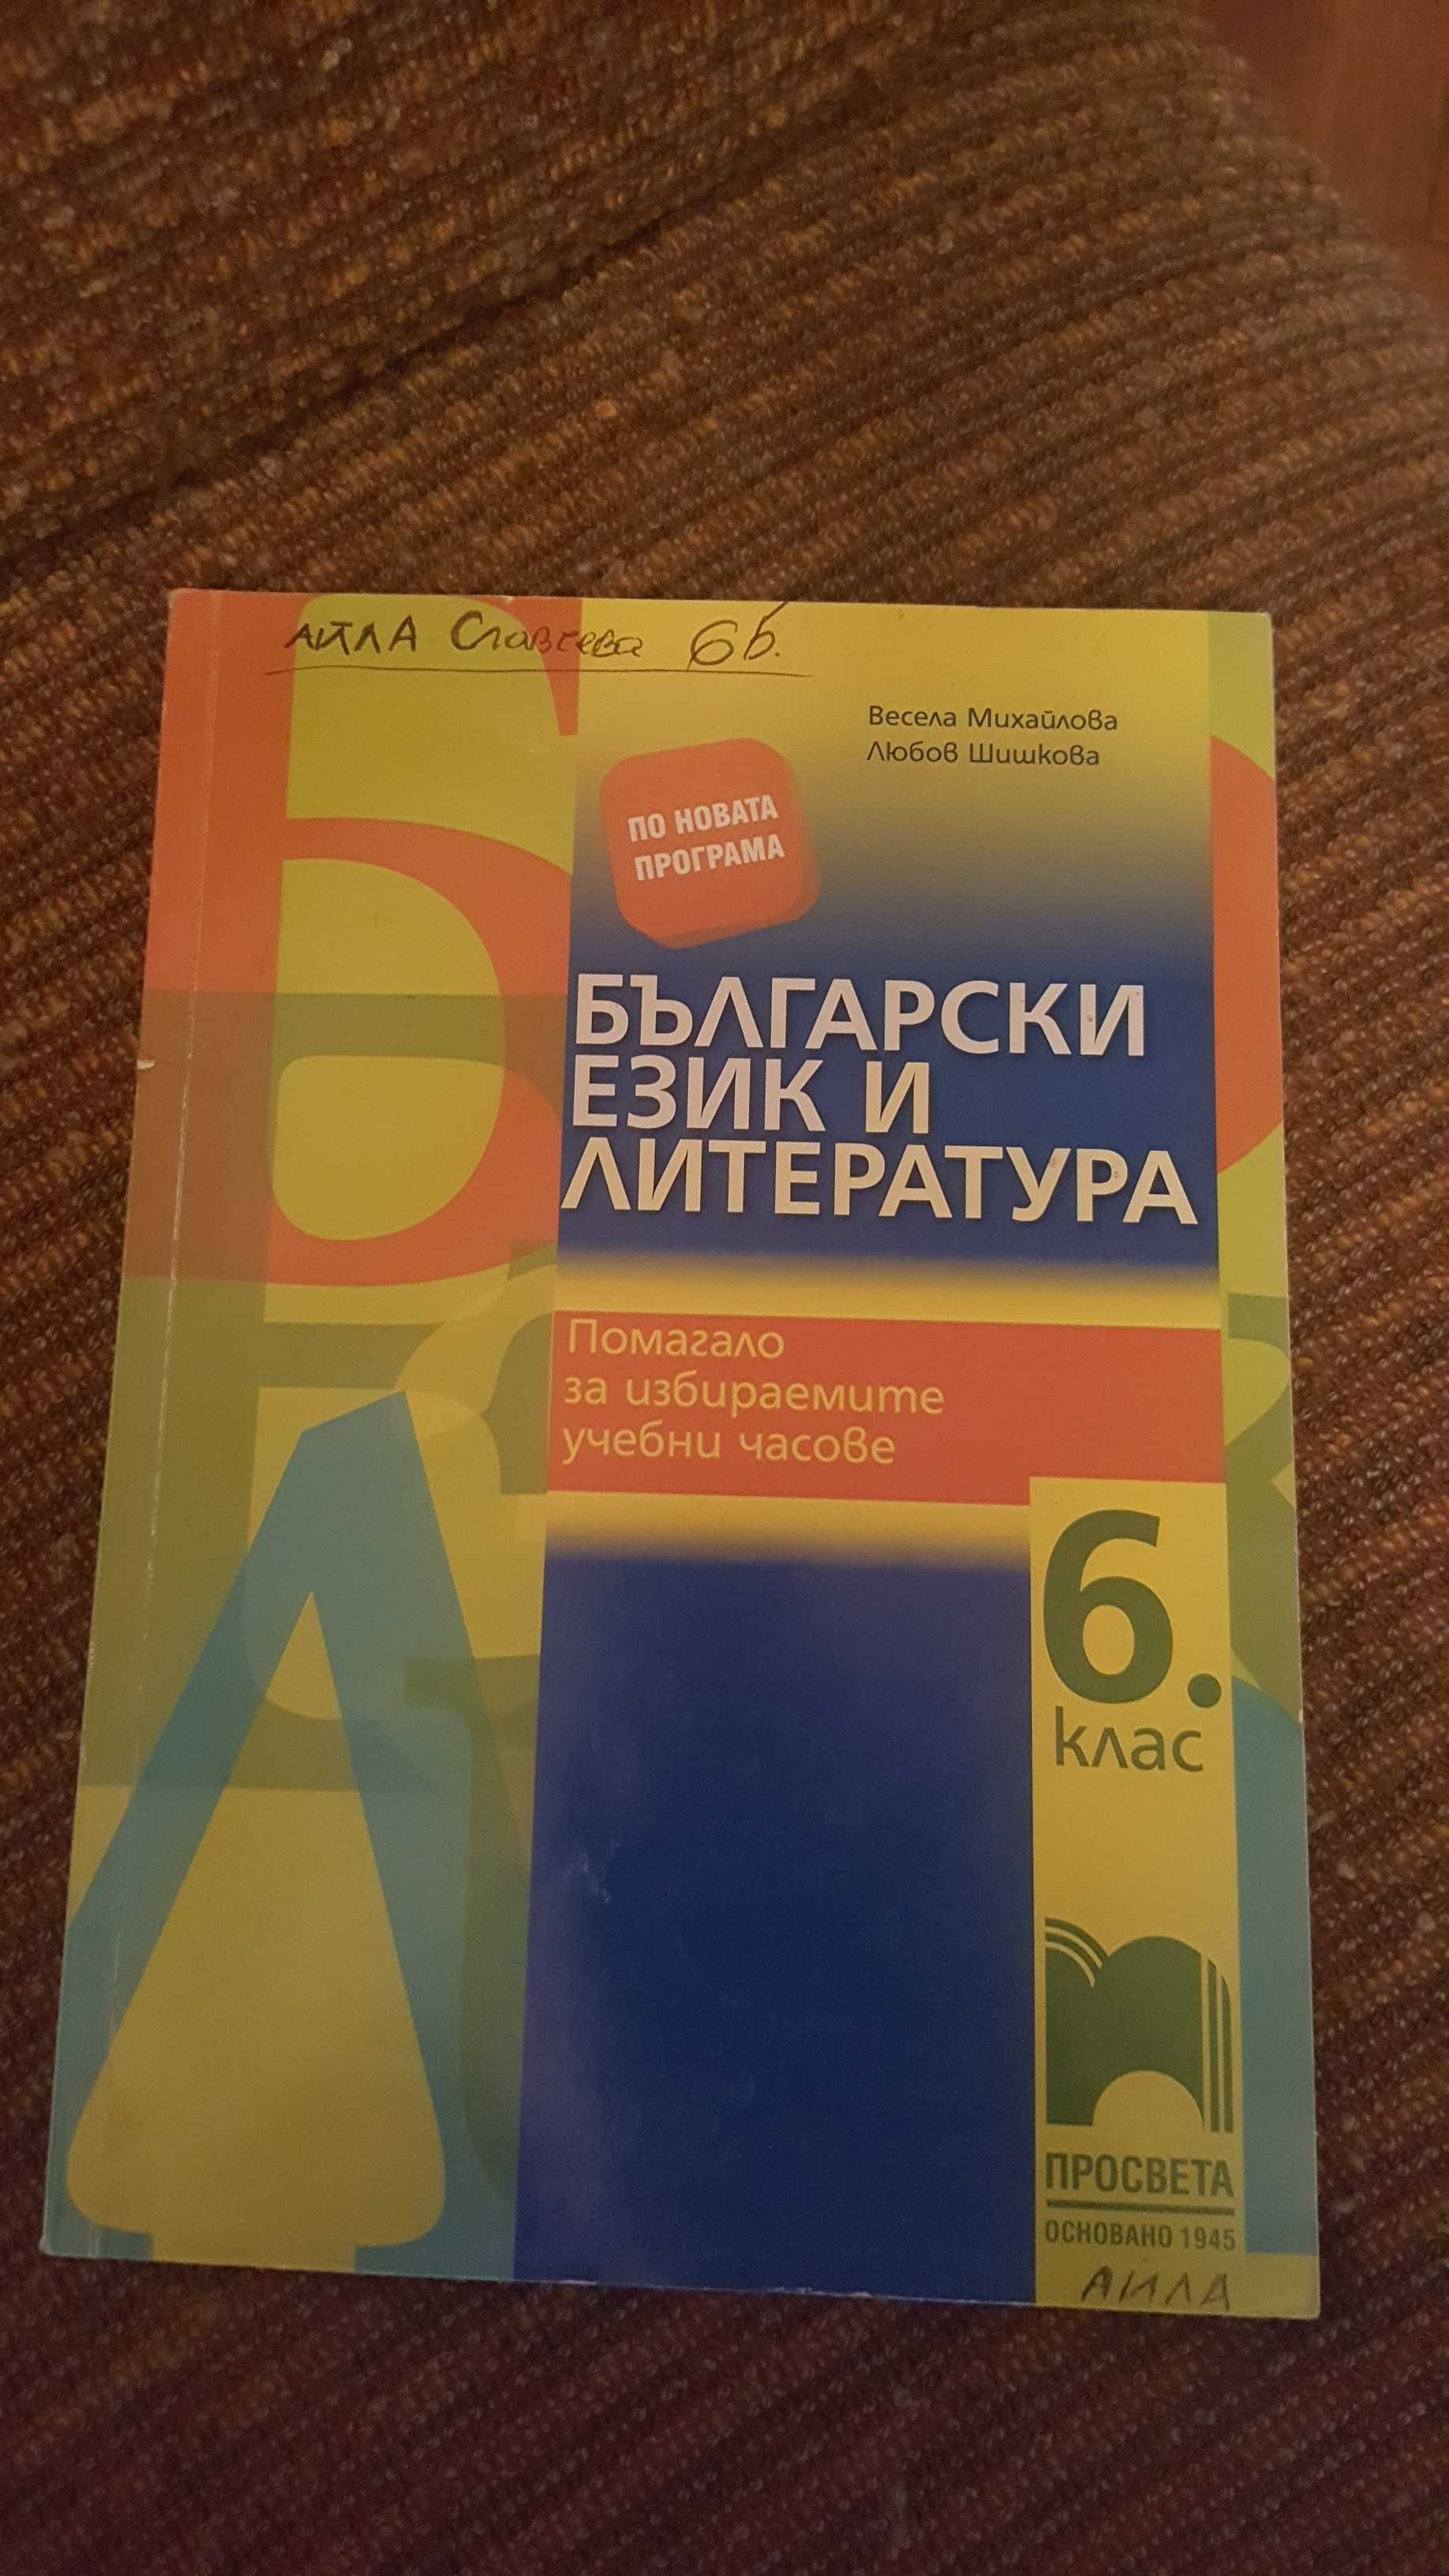 АЙЛА Славчева 6б.
Весела Михайлова
Любов Шишкова
ПО НОВАТА
ПРОГРАМА
БЪЛГАРСКИ
ЕЗИК И
ЛИТЕРАТУРА
Помагало
за избираемите
учебни часове
6.
клас
ПРОСВЕТА
ОСНОВАНО 1945
АЙЛА